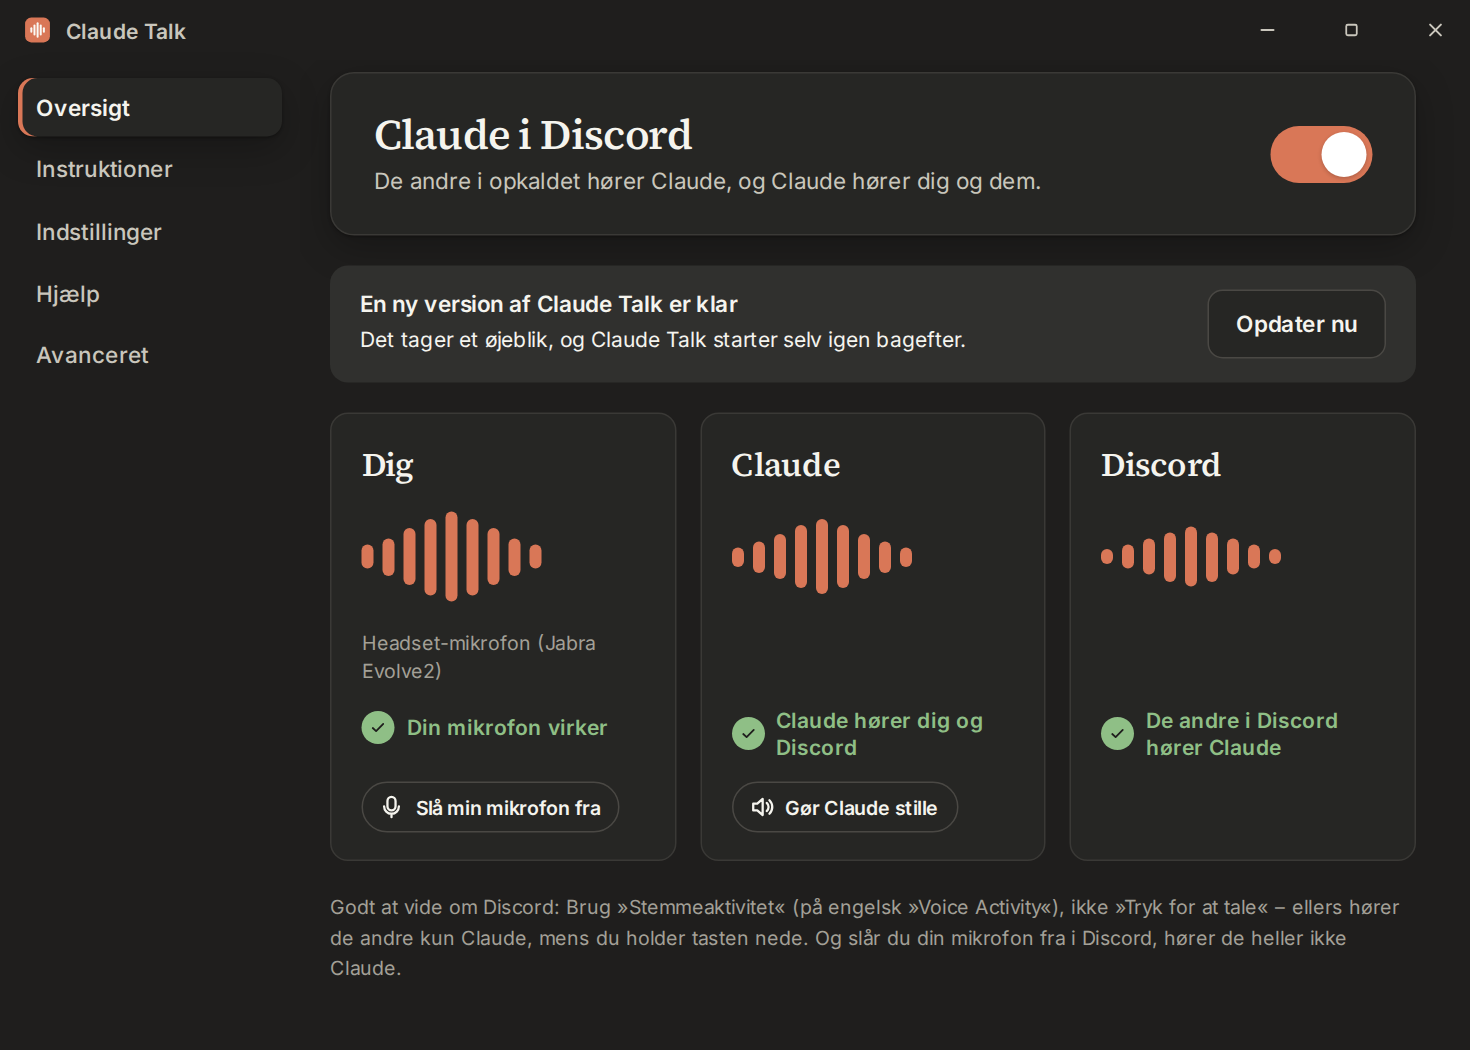 Claude Talk
Oversigt
Instruktioner
Indstillinger
Hjælp
Avanceret
Claude i Discord
De andre i opkaldet hører Claude, og Claude hører dig og dem.
En ny version af Claude Talk er klar
Det tager et øjeblik, og Claude Talk starter selv igen bagefter.
Opdater nu
Dig
Headset-mikrofon (Jabra
Evolve2)
Din mikrofon virker
Slå min mikrofon fra
Claude
Claude hører dig og
Discord
Gør Claude stille
Discord
De andre i Discord
hører Claude
Godt at vide om Discord: Brug »Stemmeaktivitet« (på engelsk »Voice Activity«), ikke »Tryk for at tale« – ellers hører
de andre kun Claude, mens du holder tasten nede. Og slår du din mikrofon fra i Discord, hører de heller ikke
Claude.